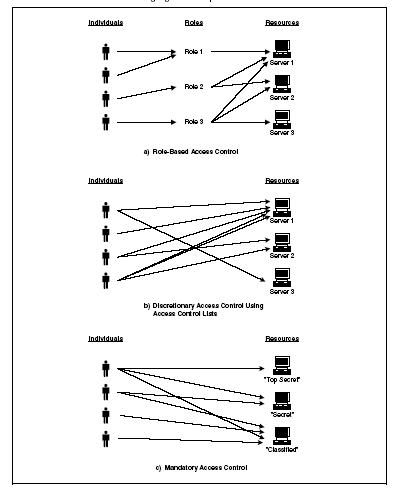 Individuals Roles Resources
Role 1
Server 1
Role 2
Server 2
Role 3
Server 3
a) Role-Based Access Control
Individuals Resources
Server 1
Server 2
Server 3
b) Discretionary Access Control Using
Access Control Lists
Individuals Resources
"Top Secret"
"Secret"
"Classified"
c) Mandatory Access Control